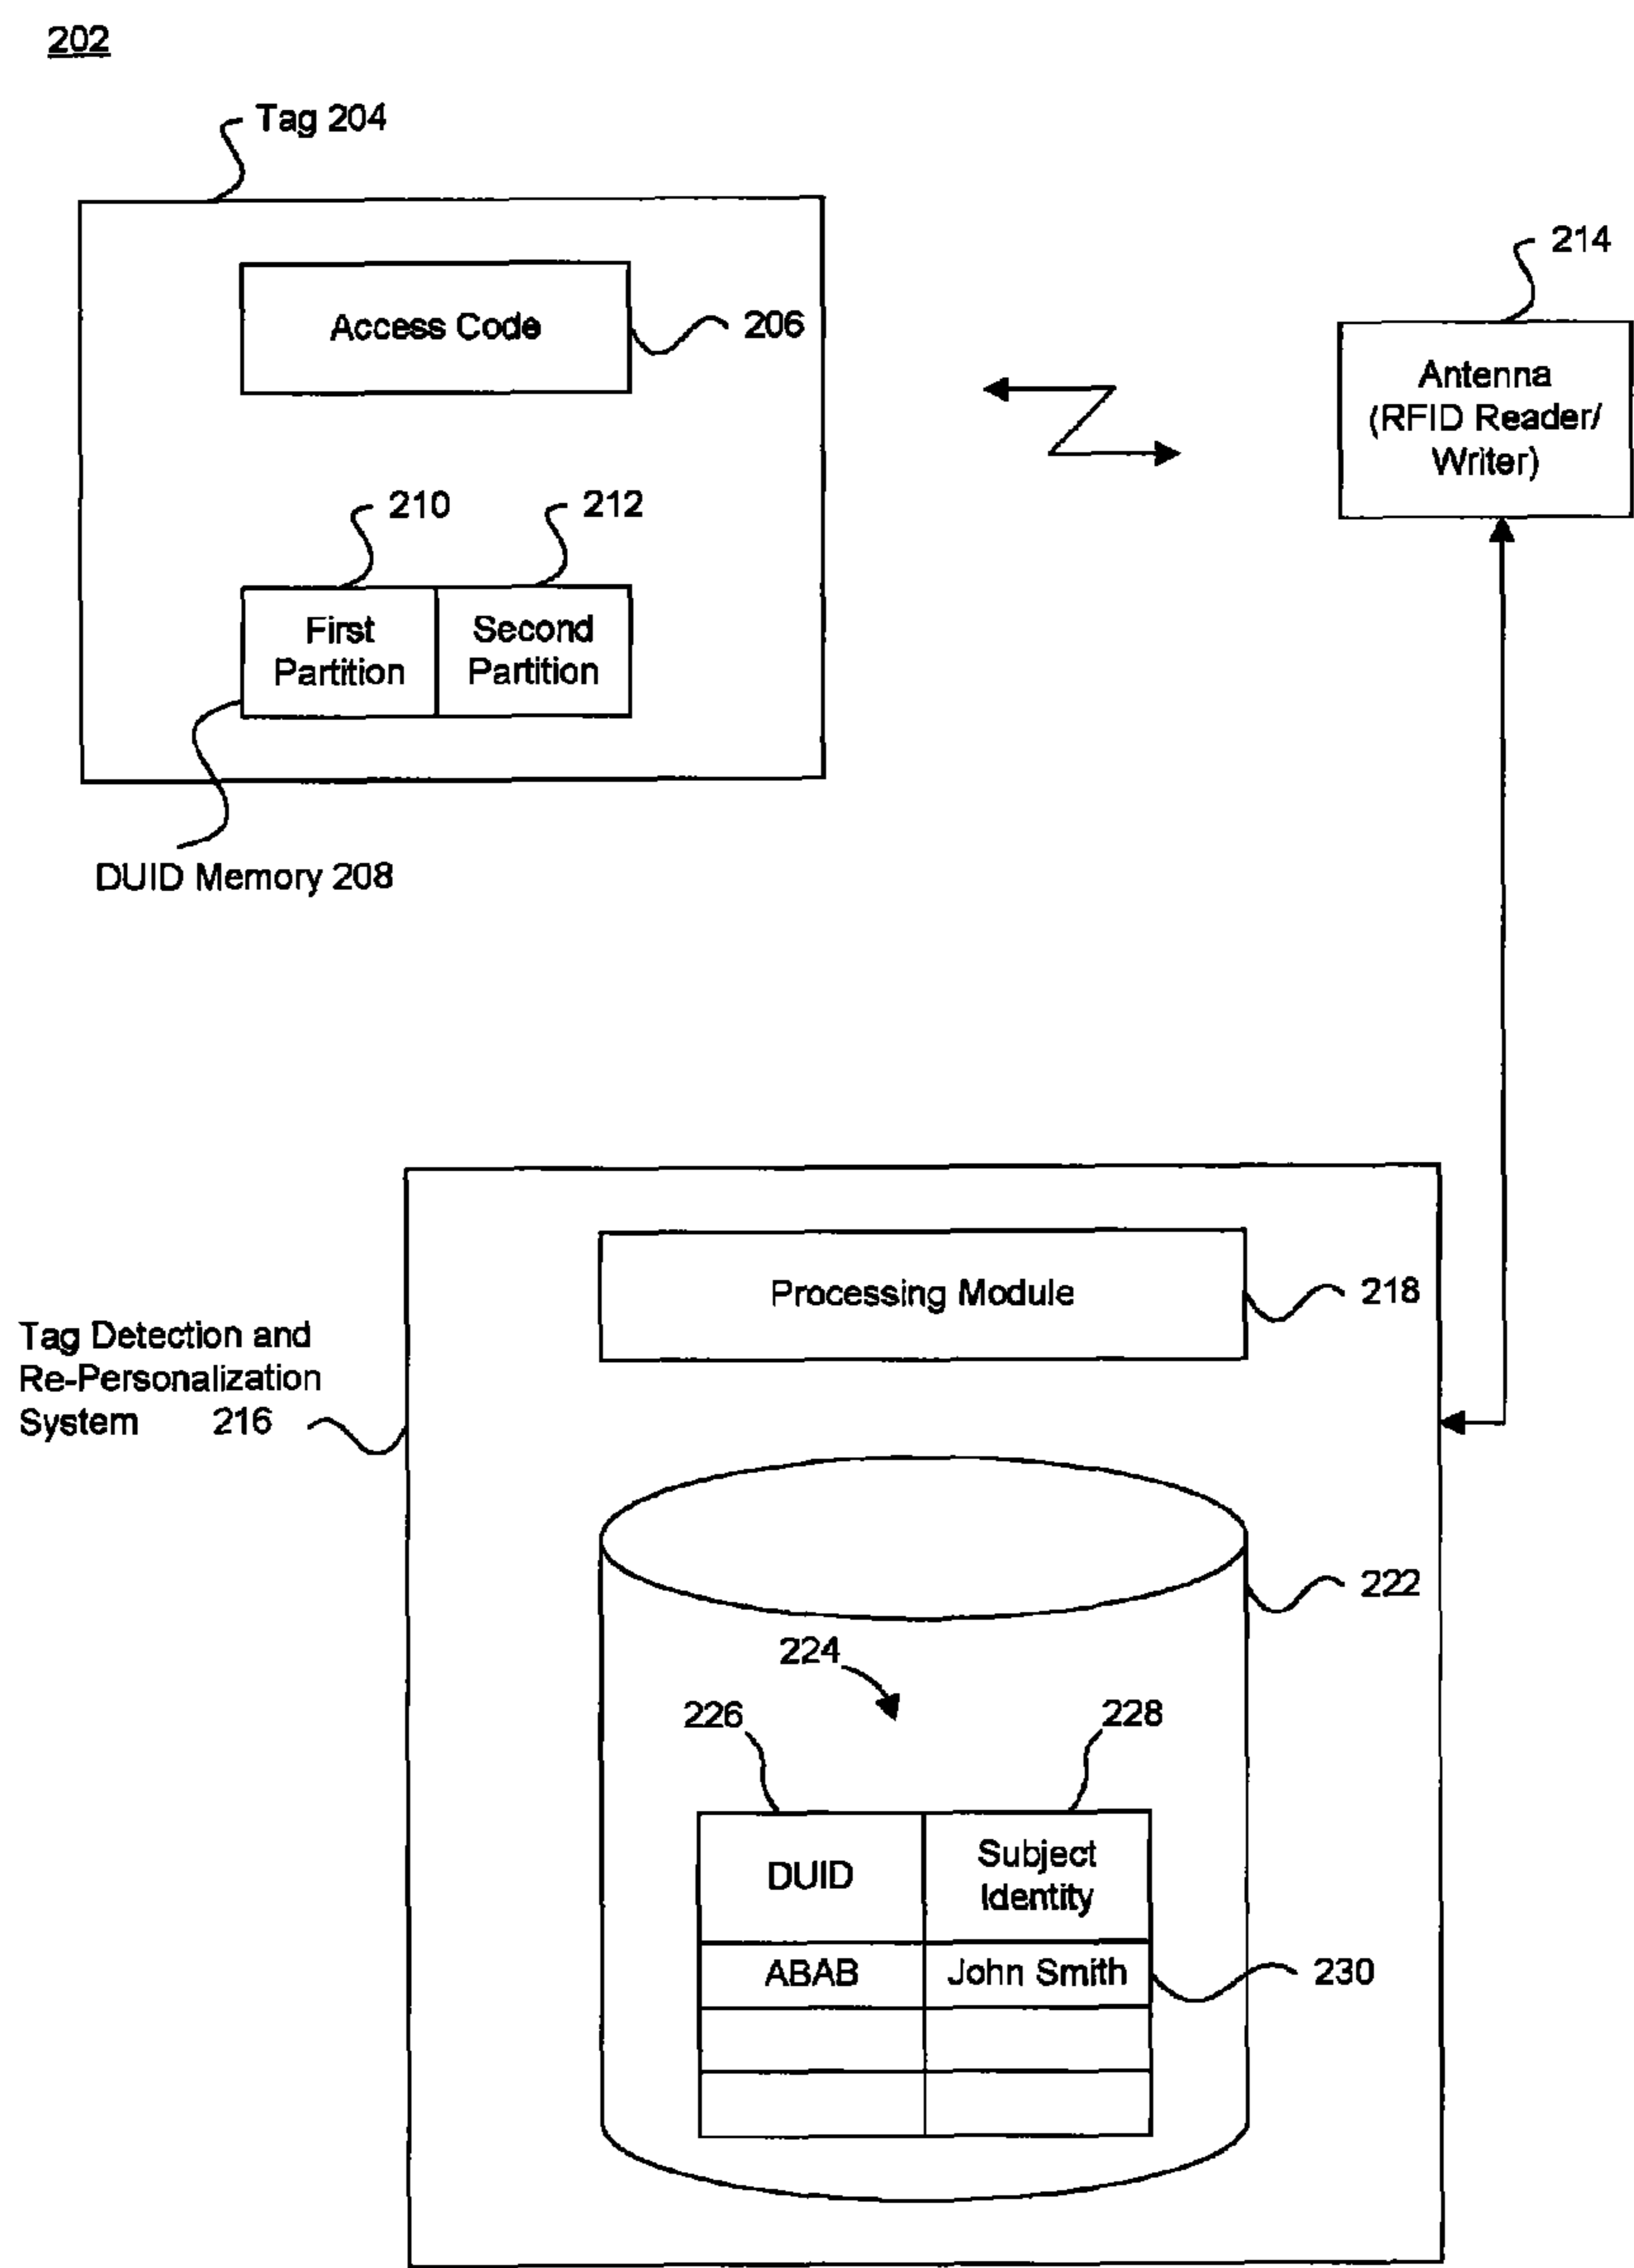 202
Tag 204
214
Access Code
206
Antenna
(RFID Reader/
Writer)
210
212
First
Partition
Second
Partition
DUID Memory 208
Processing Module
218
Tag Detection and
Re-Personalization
System 216
222
224
226
228
DUID
Subject
Identity
ABAB
John Smith
230